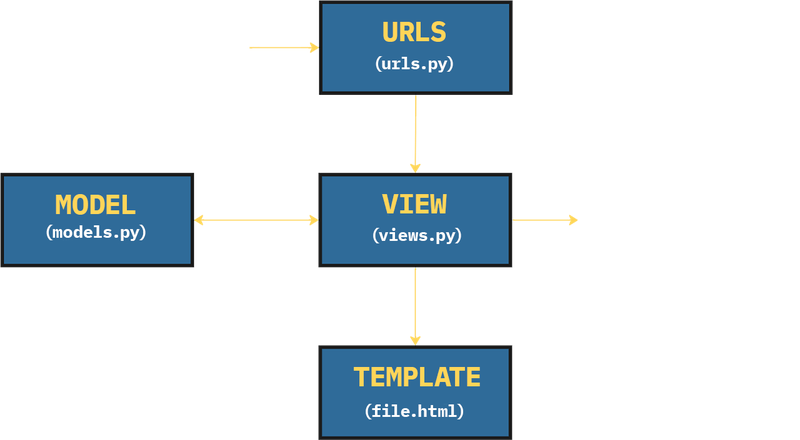 URLS
(urls.py)
MODEL
(models.py)
VIEW
(views.py)
TEMPLATE
(file.html)